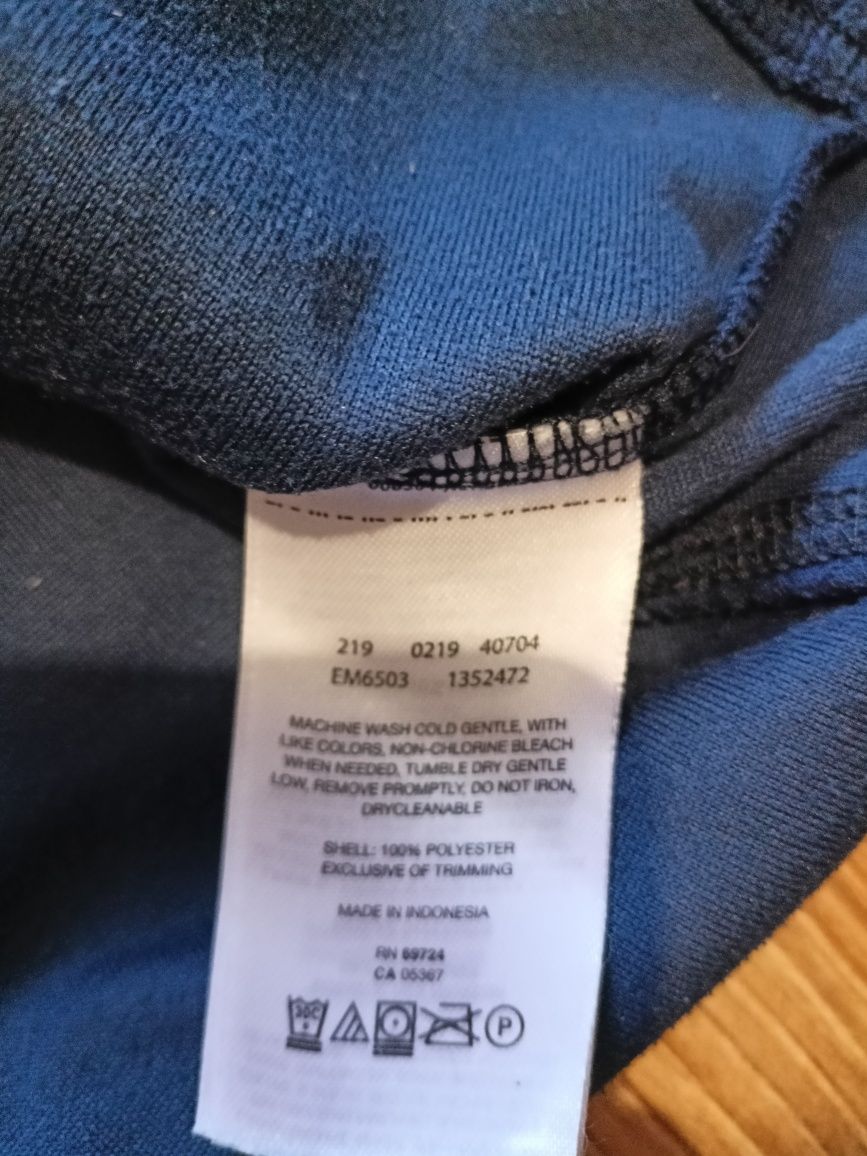 219 0219 40704
EM6503 1352472
MACHINE WASH COLD GENTLE, WITH
LIKE COLORS, NON-CHLORINE BLEACH
WHEN NEEDED, TUMBLE DRY GENTLE
LOW, REMOVE PROMPTLY, DO NOT IRON,
DRYCLEANABLE
SHELL: 100% POLYESTER
EXCLUSIVE OF TRIMMING
MADE IN INDONESIA
RN 69724
CA 05367
30C
P